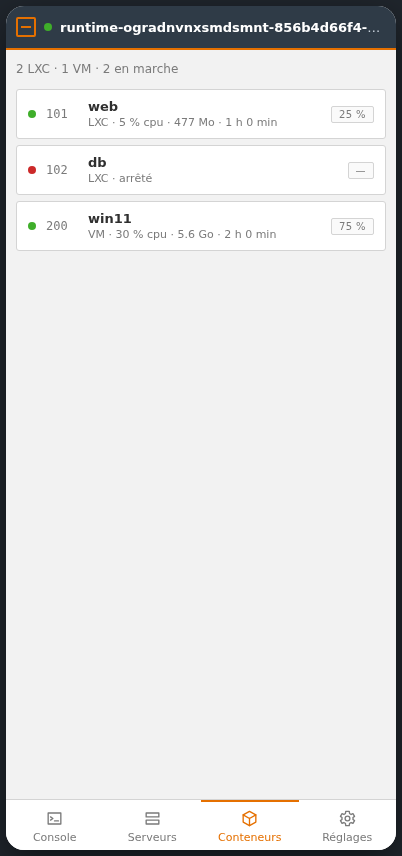 runtime-ogradnvnxsmdsmnt-856b4d66f4-...
2 LXC · 1 VM · 2 en marche
101 web 25 %
LXC · 5 % cpu · 477 Mo · 1 h 0 min
102 db —
LXC · arrêté
200 win11 75 %
VM · 30 % cpu · 5.6 Go · 2 h 0 min
Console Serveurs Conteneurs Réglages